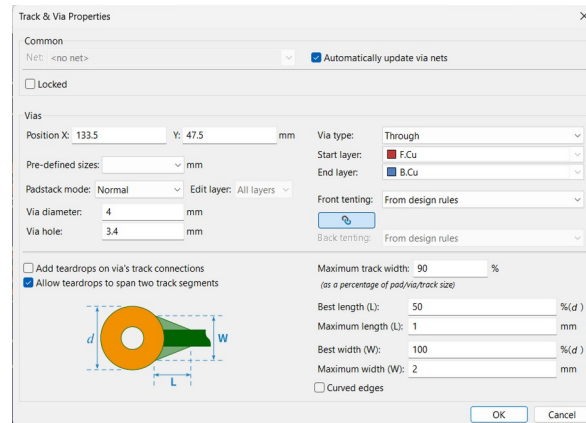 Track & Via Properties
Common
Net: <no net>
Automatically update via nets
Locked
Vias
Position X: 133.5 Y: 47.5 mm
Via type: Through
Start layer: F.Cu
Pre-defined sizes: mm
End layer: B.Cu
Padstack mode: Normal Edit layer: All layers
Front tenting: From design rules
Via diameter: 4 mm
Via hole: 3.4 mm
Back tenting: From design rules
Add teardrops on via's track connections
Maximum track width: 90 %
Allow teardrops to span two track segments
(as a percentage of pad/via/track size)
Best length (L): 50 %(d)
Maximum length (L): 1 mm
d
W
L
Best width (W): 100 %(d)
Maximum width (W): 2 mm
Curved edges
OK Cancel